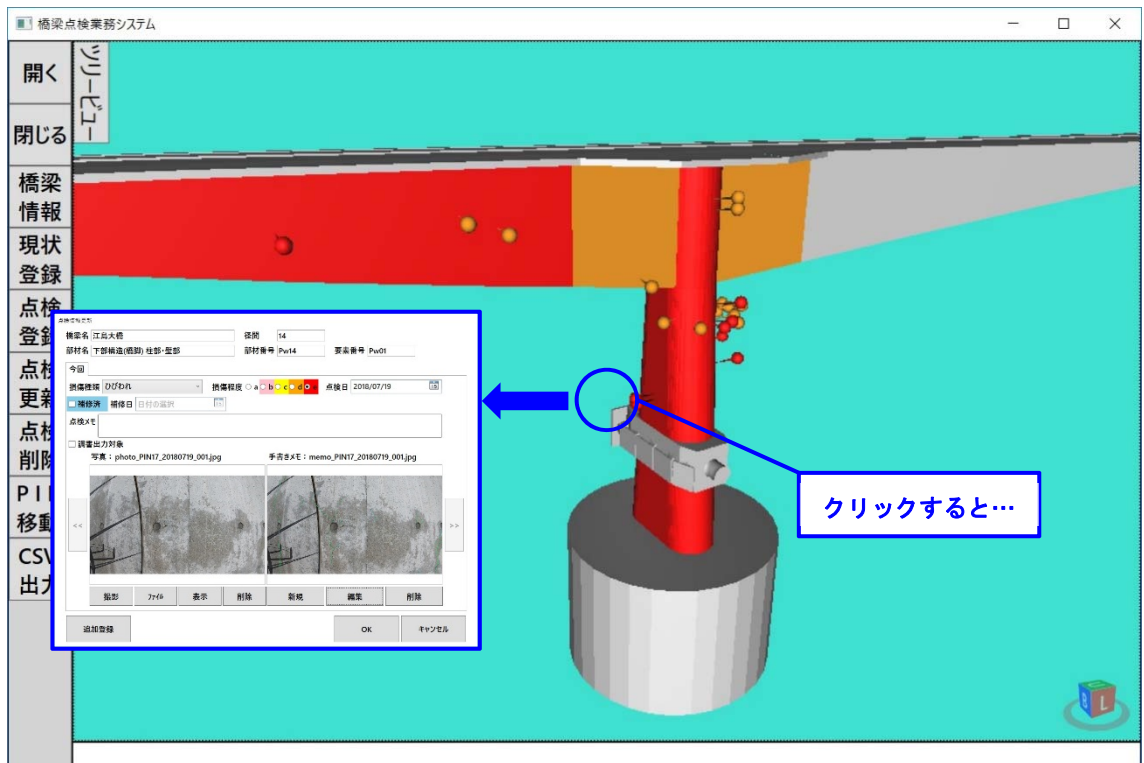 橋梁点検業務システム
ツリービュー
開く
閉じる
橋梁
情報
現状
登録
点検
登録
点検
更新
点検
削除
移動
CSV
出力
橋梁名 江島大橋 径間 14
部材名 下部構造(橋脚) 柱部・壁部 部材番号 Pw14 要素番号 Pw01
今回
損傷種類 ひびわれ 損傷程度 a b c d e 点検日 2018/07/19
補修済 補修日 日付の選択
点検メモ
調書出力対象
写真：photo_PIN17_20180719_001.jpg 手書きメモ：memo_PIN17_20180719_001.jpg
<< >>
撮影 ファイル 表示 削除 新規 編集 削除
追加登録 OK キャンセル
クリックすると…
L